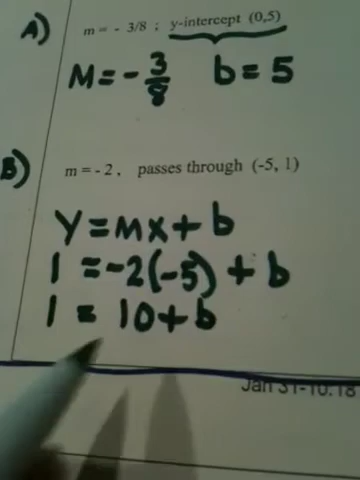 A) m = - 3/8 ; y-intercept (0,5)
M = - 3/8 b = 5
B) m = - 2 , passes through (-5, 1)
Y = mx + b
1 = -2(-5) + b
1 = 10 + b
Jan 31-10:18